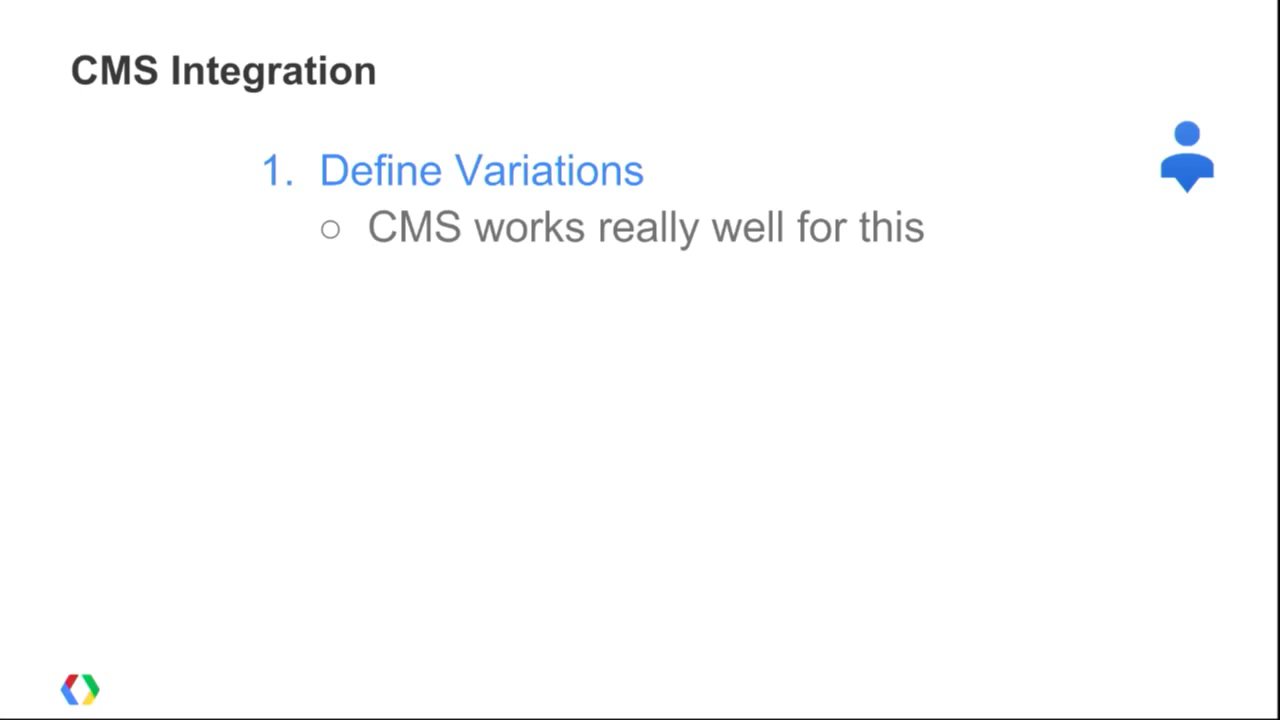 CMS Integration
1. Define Variations
○ CMS works really well for this